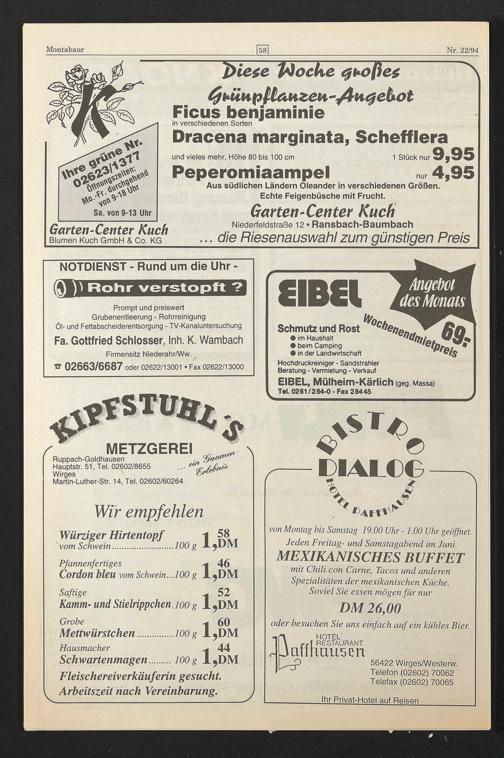 Montabaur
58
Nr. 22/94
Diese Woche großes
Grünpflanzen-Angebot
Ficus benjaminie
in verschiedenen Sorten
Dracena marginata, Schefflera
und vieles mehr, Höhe 80 bis 100 cm
1 Stück nur 9,95
Peperomiaampel
nur 4,95
Aus südlichen Ländern Oleander in verschiedenen Größen.
Echte Feigenbüsche mit Frucht.
Garten-Center Kuch
Niederfeldstraße 12 • Ransbach-Baumbach
... die Riesenauswahl zum günstigen Preis
K
Ihre grüne Nr.
02623/1377
Öffnungszeiten:
Mo.-Fr. durchgehend
von 9-18 Uhr
Sa. von 9-13 Uhr
Garten-Center Kuch
Blumen Kuch GmbH & Co. KG
NOTDIENST - Rund um die Uhr -
Rohr verstopft ?
Prompt und preiswert
Grubenentleerung - Rohrreinigung
Öl- und Fettabscheiderentsorgung - TV-Kanaluntersuchung
Fa. Gottfried Schlosser, Inh. K. Wambach
Firmensitz Niederahr/Ww.
☎ 02663/6687 oder 02622/13001 • Fax 02622/13000
EIBEL
Angebot
des Monats
69,-
Wochenendmietpreis
Schmutz und Rost
● im Haushalt
● beim Camping
● in der Landwirtschaft
Hochdruckreiniger - Sandstrahler
Beratung - Vermietung - Verkauf
EIBEL, Mülheim-Kärlich (geg. Massa)
Tel. 0261/284-0 - Fax 28445
KIPFSTUHL'S
METZGEREI
Ruppach-Goldhausen
Hauptstr. 51, Tel. 02602/8655
Wirges
Martin-Luther-Str. 14, Tel. 02602/60264
... ein Gaumen-
Erlebnis
Wir empfehlen
Würziger Hirtentopf
vom Schwein 100 g 1,58 DM
Pfannenfertiges
Cordon bleu vom Schwein... 100 g 1,46 DM
Saftige
Kamm- und Stielrippchen. 100 g 1,52 DM
Grobe
Mettwürstchen 100 g 1,60 DM
Hausmacher
Schwartenmagen 100 g 1,44 DM
Fleischereiverkäuferin gesucht.
Arbeitszeit nach Vereinbarung.
BISTRO
DIALOG
HOTEL PAFFHAUSEN
von Montag bis Samstag 19.00 Uhr - 1.00 Uhr geöffnet.
Jeden Freitag- und Samstagabend im Juni
MEXIKANISCHES BUFFET
mit Chili con Carne, Tacos und anderen
Spezialitäten der mexikanischen Küche.
Soviel Sie essen mögen für nur
DM 26,00
oder besuchen Sie uns einfach auf ein kühles Bier.
HOTEL
RESTAURANT
Paffhausen
56422 Wirges/Westerw.
Telefon (02602) 70062
Telefax (02602) 70065
Ihr Privat-Hotel auf Reisen